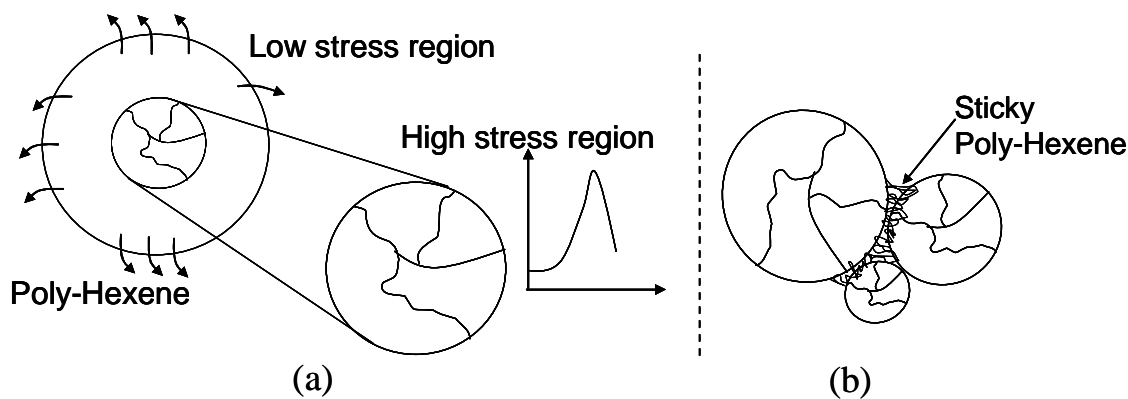 Low stress region
High stress region
Poly-Hexene
(a)
Sticky
Poly-Hexene
(b)